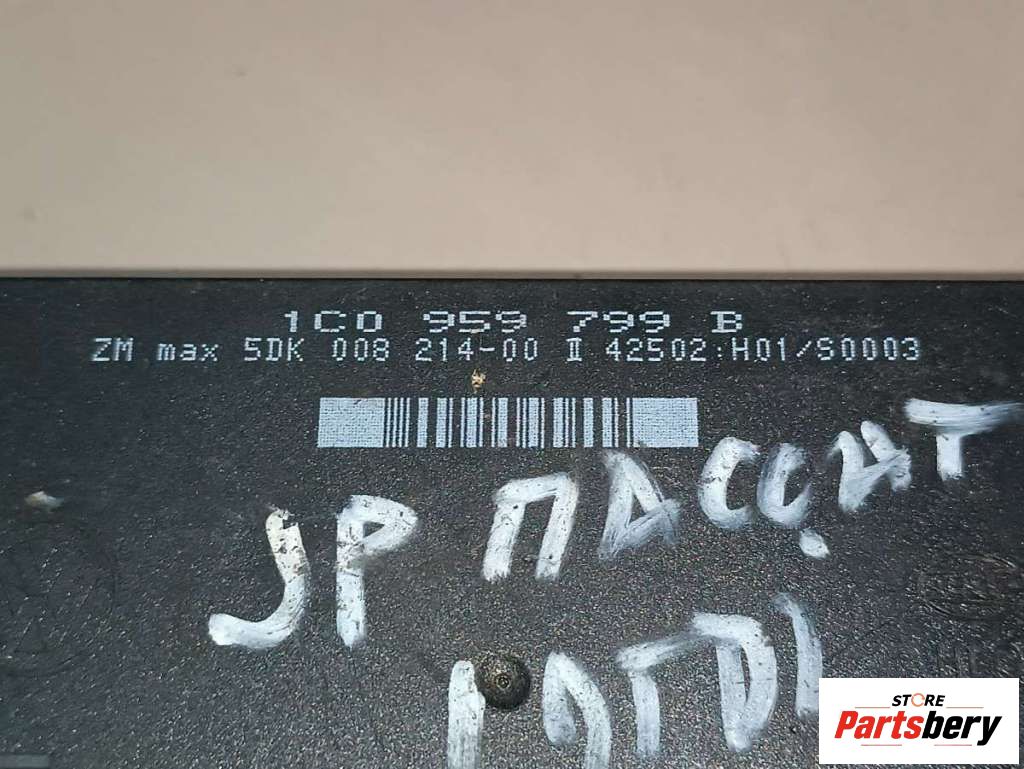 1C0 959 799 B
ZM max 5DK 008 214-00 II 42502:H01/S0003
JP ПАССАТ
1.9TDI
STORE
Partsbery